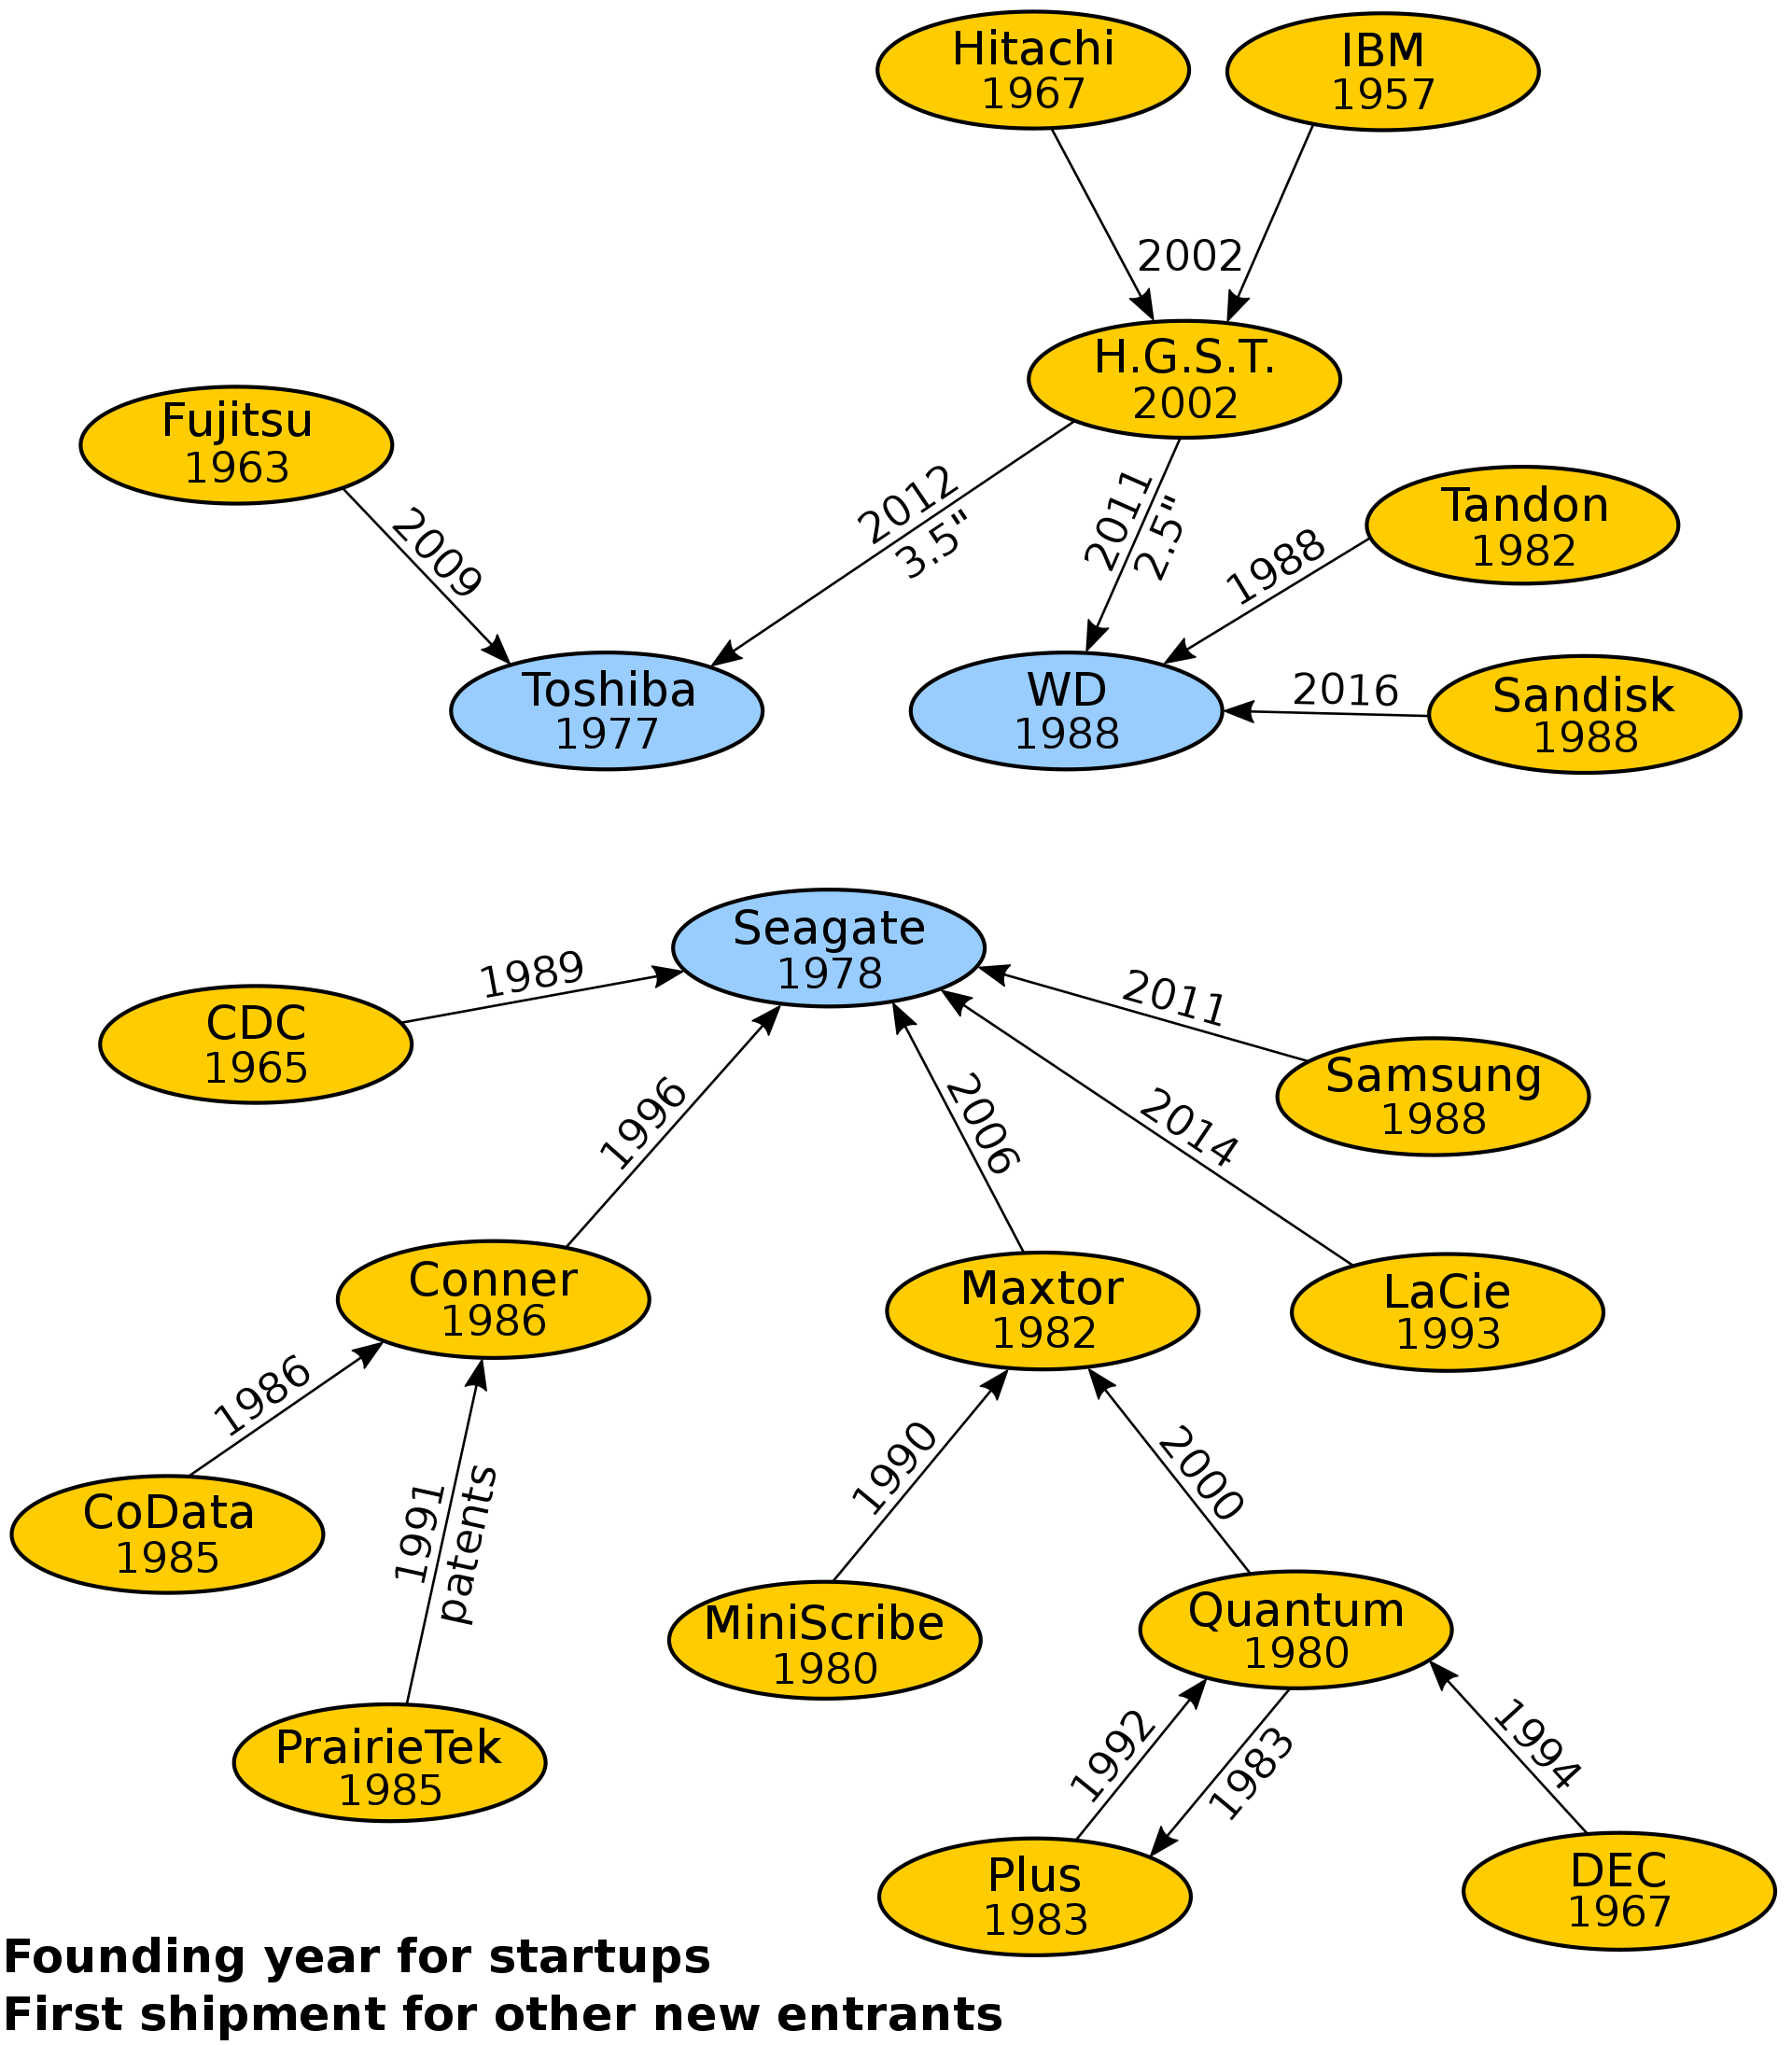 Hitachi
1967
IBM
1957
2002
H.G.S.T.
2002
Fujitsu
1963
2009
2012
3.5"
2011
2.5"
Tandon
1982
1988
Toshiba
1977
WD
1988
2016
Sandisk
1988
Seagate
1978
CDC
1965
1989
2011
Samsung
1988
1996
2006
2014
Conner
1986
Maxtor
1982
LaCie
1993
1986
1991
patents
1990
2000
CoData
1985
MiniScribe
1980
Quantum
1980
PrairieTek
1985
1992
1983
1994
Plus
1983
DEC
1967
Founding year for startups
First shipment for other new entrants